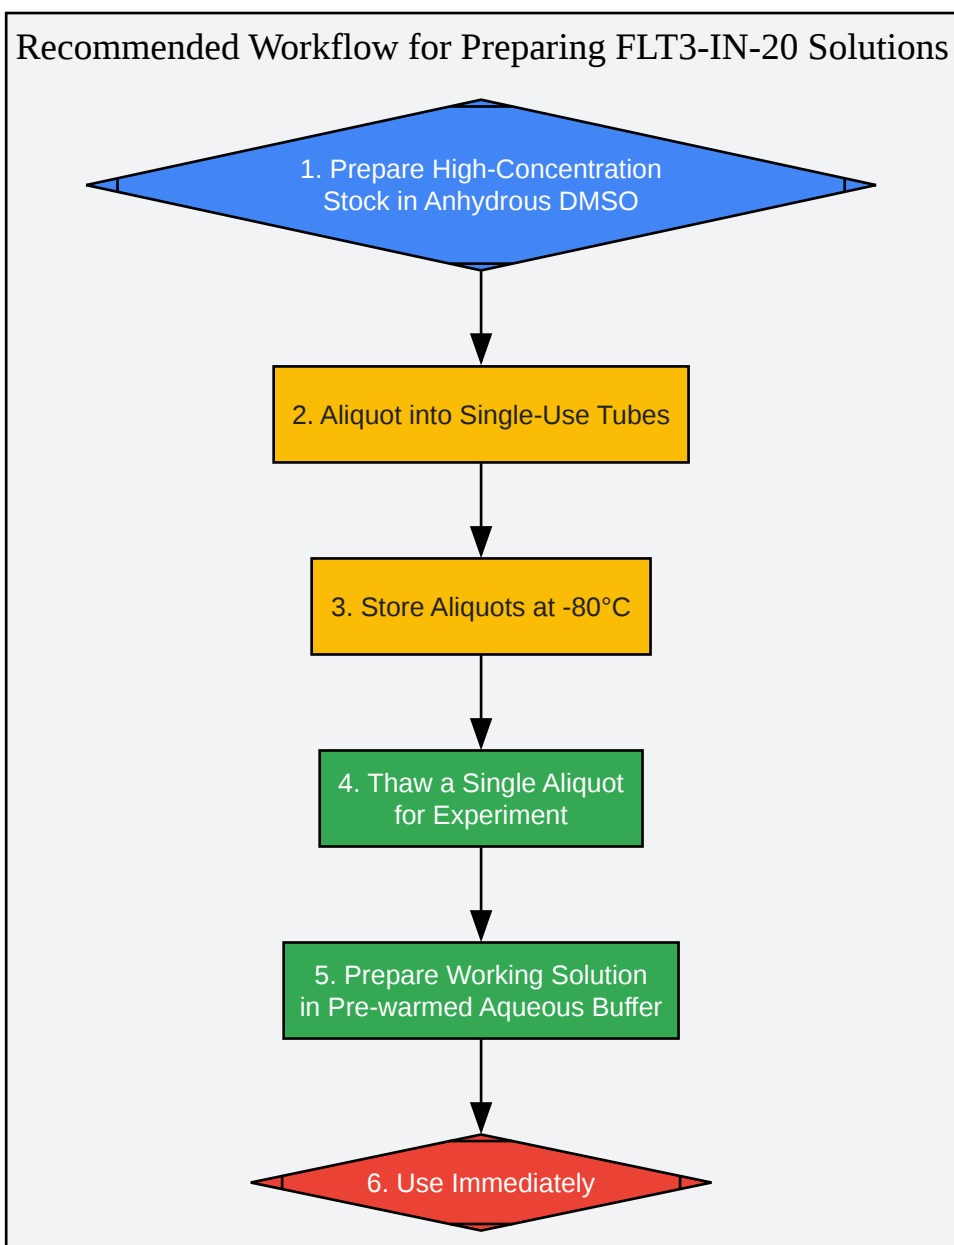 Recommended Workflow for Preparing FLT3-IN-20 Solutions
1. Prepare High-Concentration
Stock in Anhydrous DMSO
2. Aliquot into Single-Use Tubes
3. Store Aliquots at -80°C
4. Thaw a Single Aliquot
for Experiment
5. Prepare Working Solution
in Pre-warmed Aqueous Buffer
6. Use Immediately